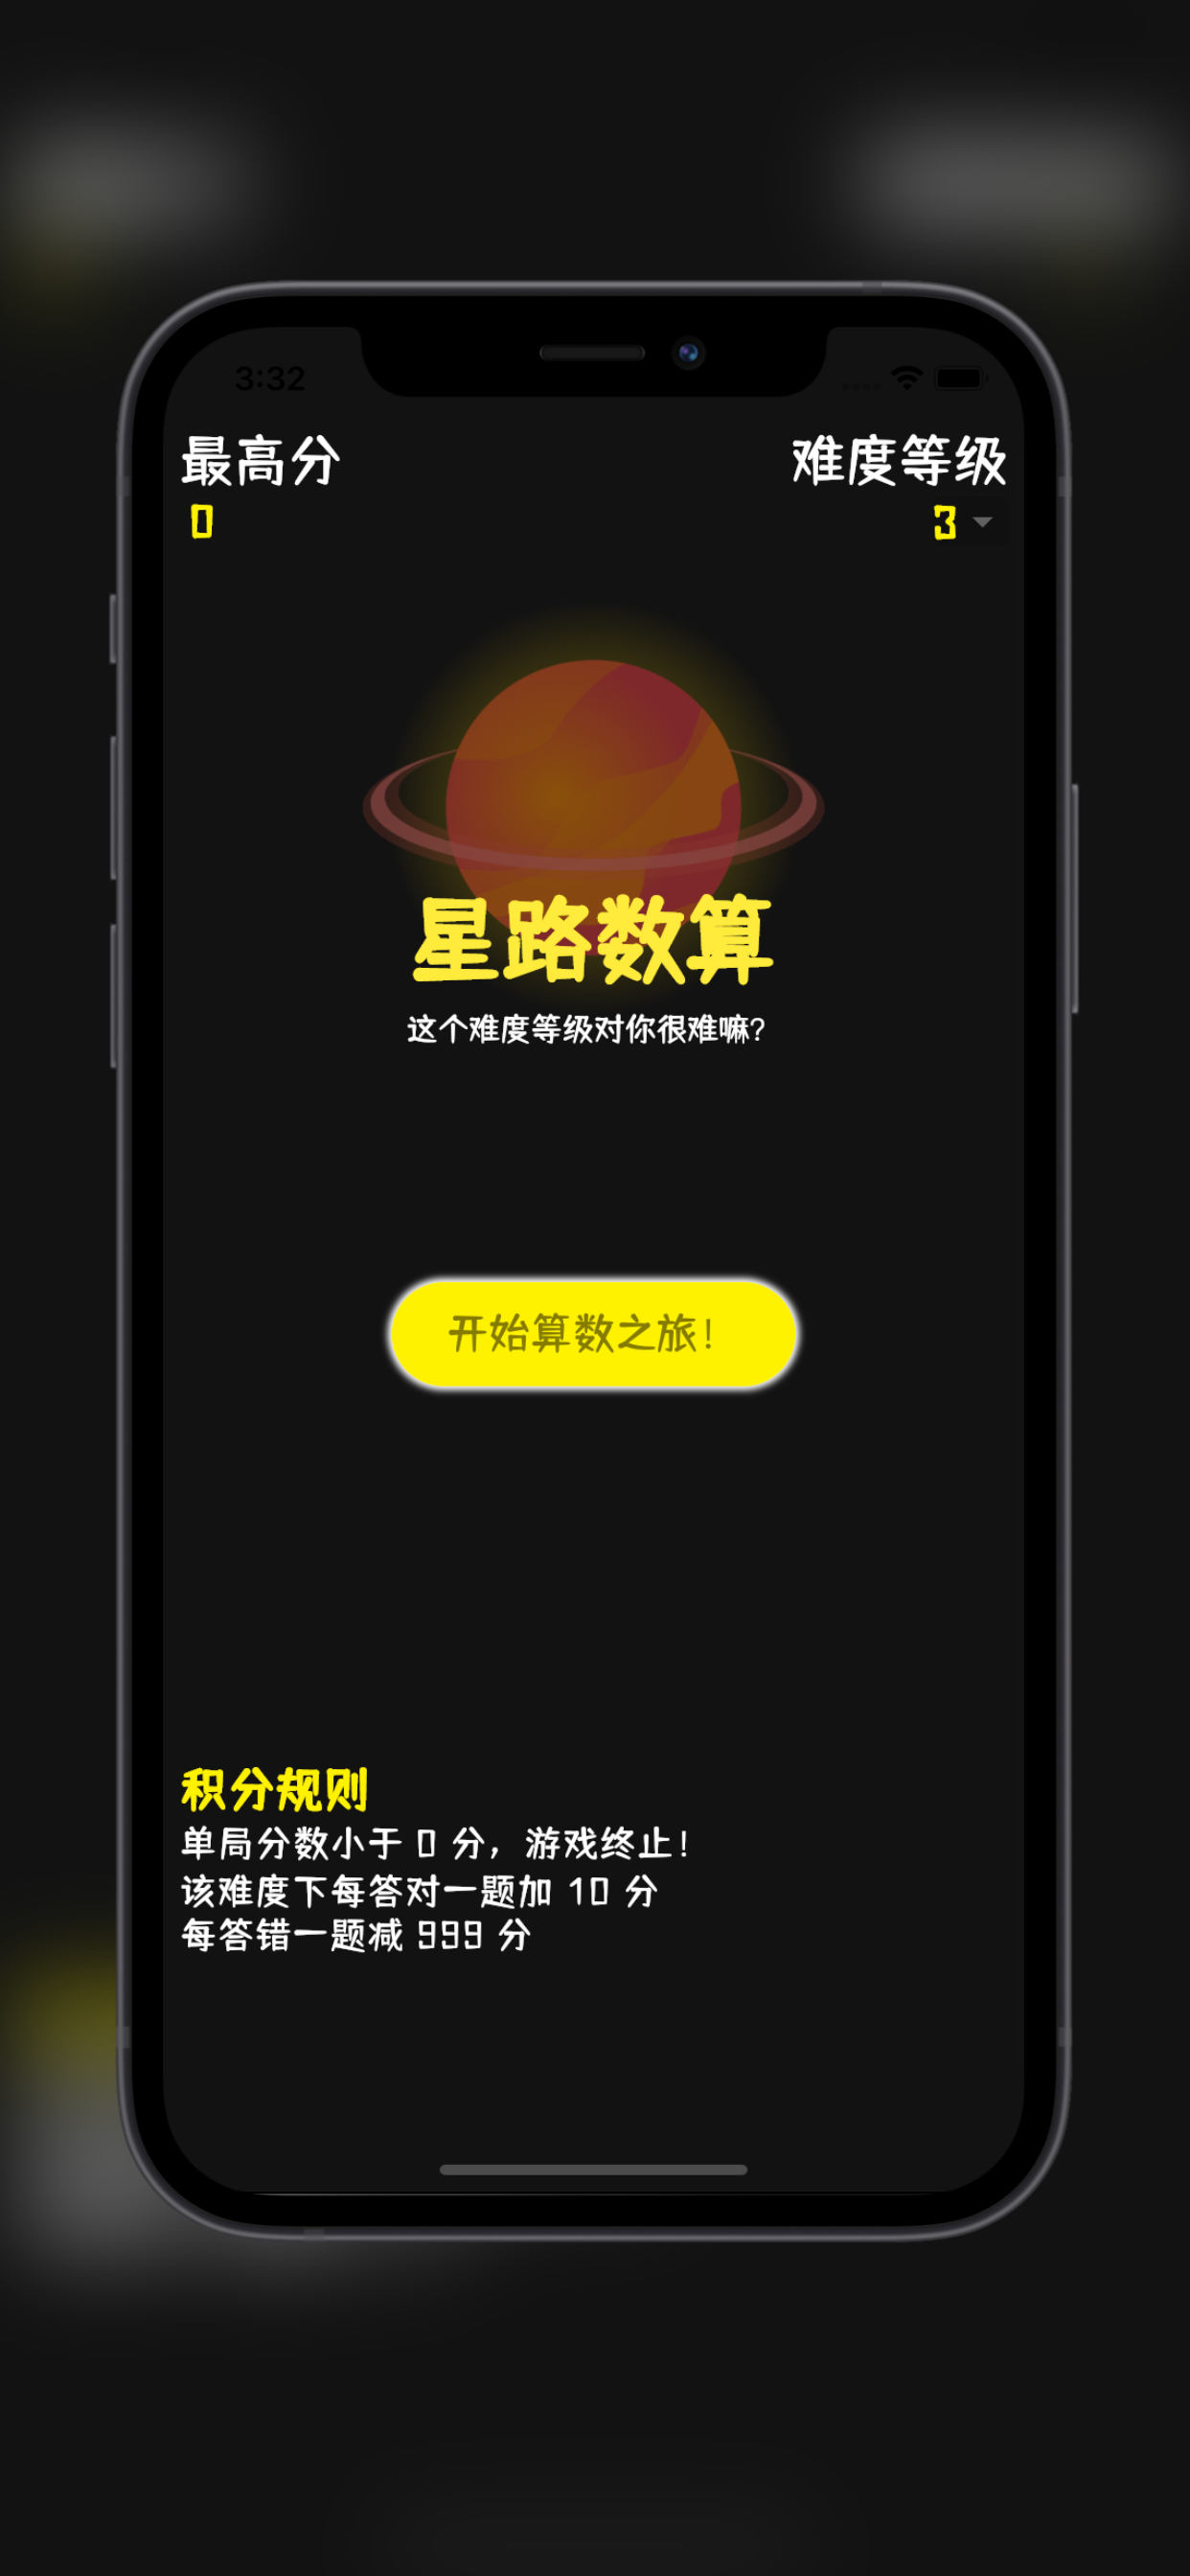 3:32
最高分
难度等级
0
3
星路数算
这个难度等级对你很难嘛？
开始算数之旅！
积分规则
单局分数小于 0 分，游戏终止！
该难度下每答对一题加 10 分
每答错一题减 999 分